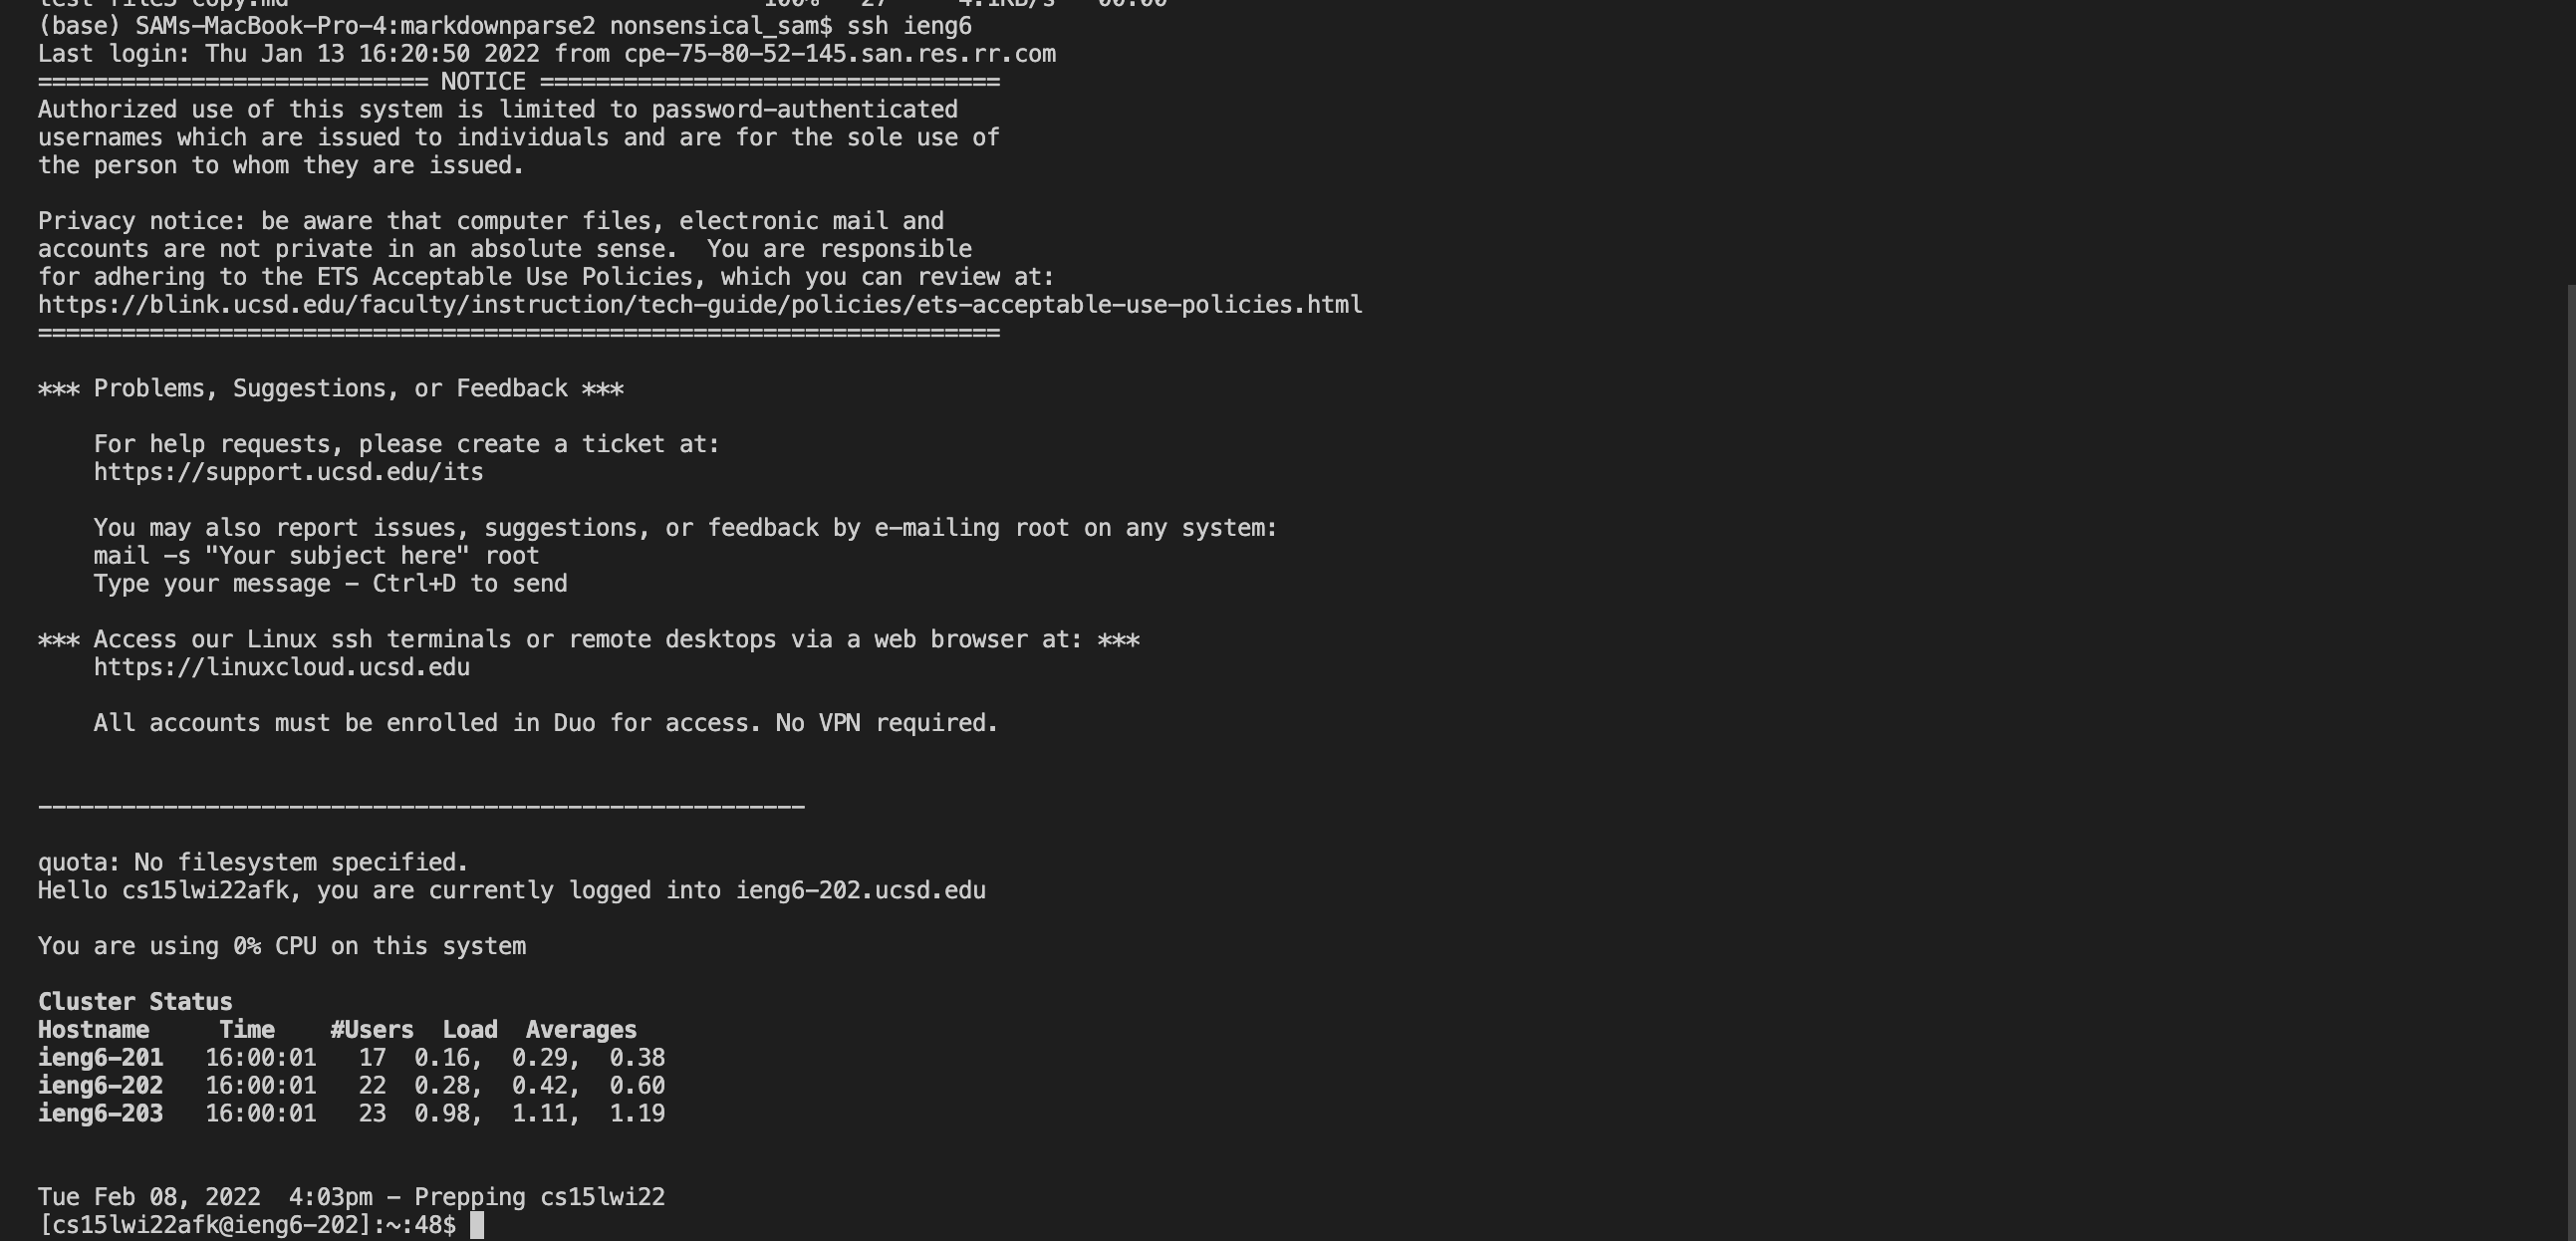 test file3 copy.md 100% 27 4.1KB/s 00:00
(base) SAMs-MacBook-Pro-4:markdownparse2 nonsensical_sam$ ssh ieng6
Last login: Thu Jan 13 16:20:50 2022 from cpe-75-80-52-145.san.res.rr.com
============================ NOTICE =================================
Authorized use of this system is limited to password-authenticated
usernames which are issued to individuals and are for the sole use of
the person to whom they are issued.

Privacy notice: be aware that computer files, electronic mail and
accounts are not private in an absolute sense.  You are responsible
for adhering to the ETS Acceptable Use Policies, which you can review at:
https://blink.ucsd.edu/faculty/instruction/tech-guide/policies/ets-acceptable-use-policies.html
=====================================================================

*** Problems, Suggestions, or Feedback ***

    For help requests, please create a ticket at:
    https://support.ucsd.edu/its

    You may also report issues, suggestions, or feedback by e-mailing root on any system:
    mail -s "Your subject here" root
    Type your message - Ctrl+D to send

*** Access our Linux ssh terminals or remote desktops via a web browser at: ***
    https://linuxcloud.ucsd.edu

    All accounts must be enrolled in Duo for access. No VPN required.

-------------------------------------------------------

quota: No filesystem specified.
Hello cs15lwi22afk, you are currently logged into ieng6-202.ucsd.edu

You are using 0% CPU on this system

Cluster Status
Hostname     Time    #Users  Load  Averages
ieng6-201   16:00:01   17  0.16,  0.29,  0.38
ieng6-202   16:00:01   22  0.28,  0.42,  0.60
ieng6-203   16:00:01   23  0.98,  1.11,  1.19

Tue Feb 08, 2022  4:03pm - Prepping cs15lwi22
[cs15lwi22afk@ieng6-202]:~:48$